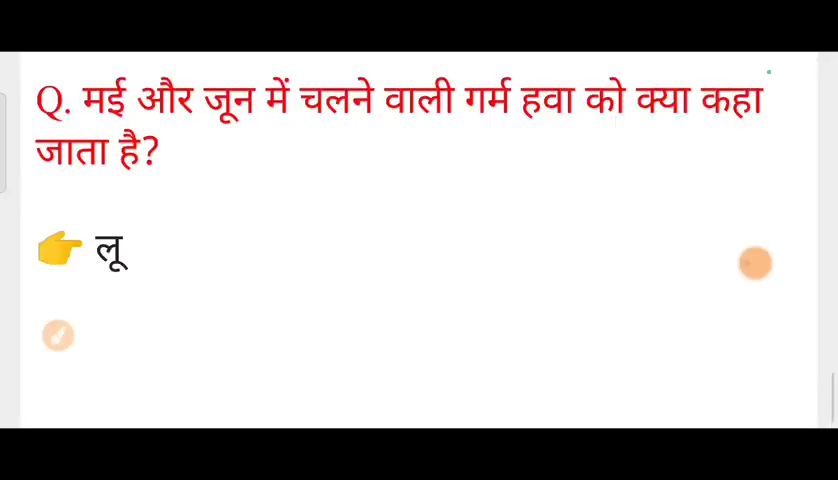 Q. मई और जून में चलने वाली गर्म हवा को क्या कहा
जाता है?
👉 लू